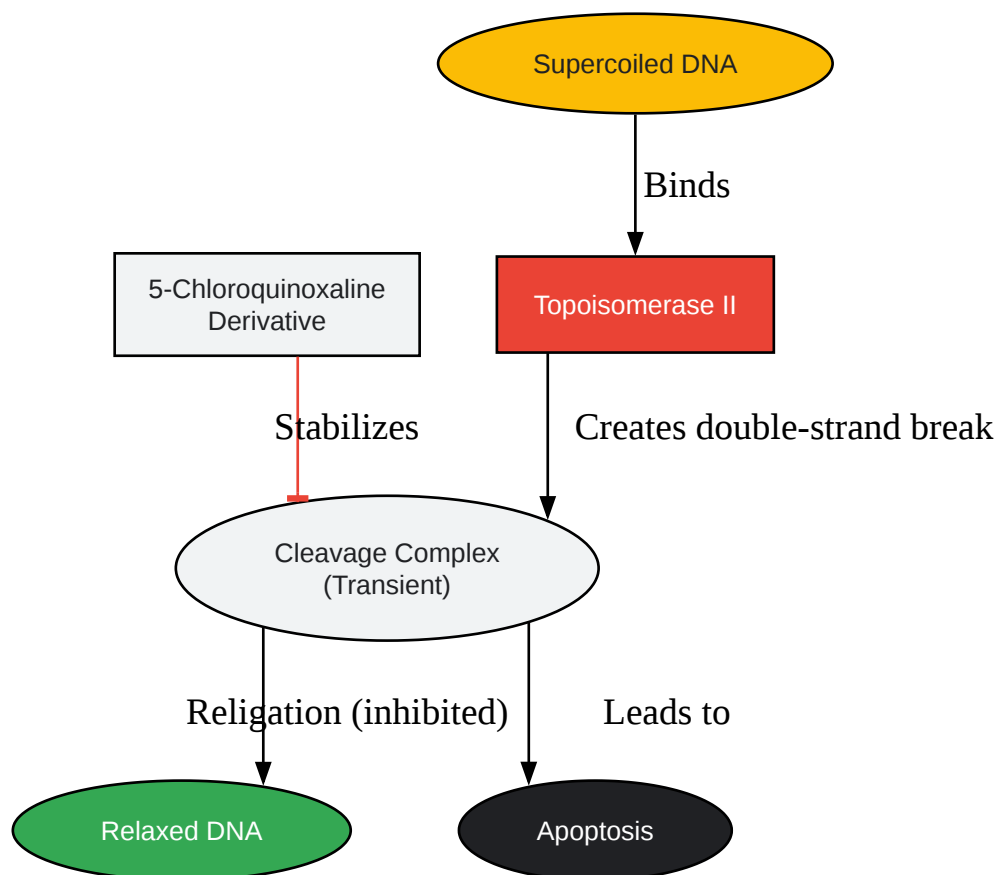 Supercoiled DNA
Binds
5-Chloroquinoxaline
Derivative
Topoisomerase II
Stabilizes
Creates double-strand break
Cleavage Complex
(Transient)
Religation (inhibited)
Leads to
Relaxed DNA
Apoptosis